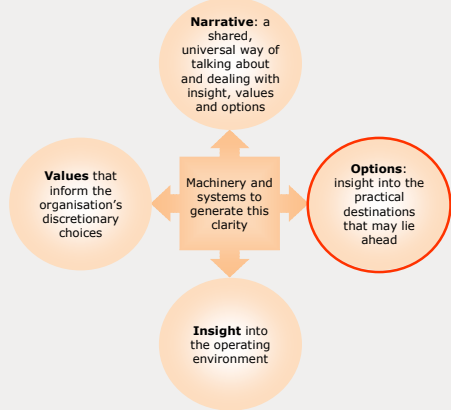 Narrative: a
shared,
universal way of
talking about
and dealing with
insight, values
and options
Values that
inform the
organisation's
discretionary
choices
Machinery and
systems to
generate this
clarity
Options:
insight into the
practical
destinations
that may lie
ahead
Insight into
the operating
environment